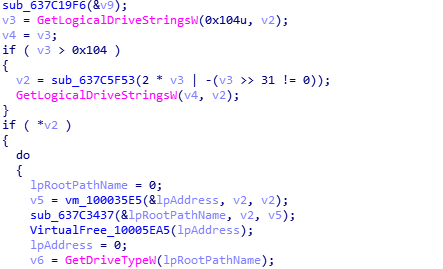 sub_637C19F6(&v9);
v3 = GetLogicalDriveStringsW(0x104u, v2);
v4 = v3;
if ( v3 > 0x104 )
{
v2 = sub_637C5F53(2 * v3 | -(v3 >> 31 != 0));
GetLogicalDriveStringsW(v4, v2);
}
if ( *v2 )
{
do
{
lpRootPathName = 0;
v5 = vm_100035E5(&lpAddress, v2, v2);
sub_637C3437(&lpRootPathName, v2, v5);
VirtualFree_10005EA5(lpAddress);
lpAddress = 0;
v6 = GetDriveTypeW(lpRootPathName);